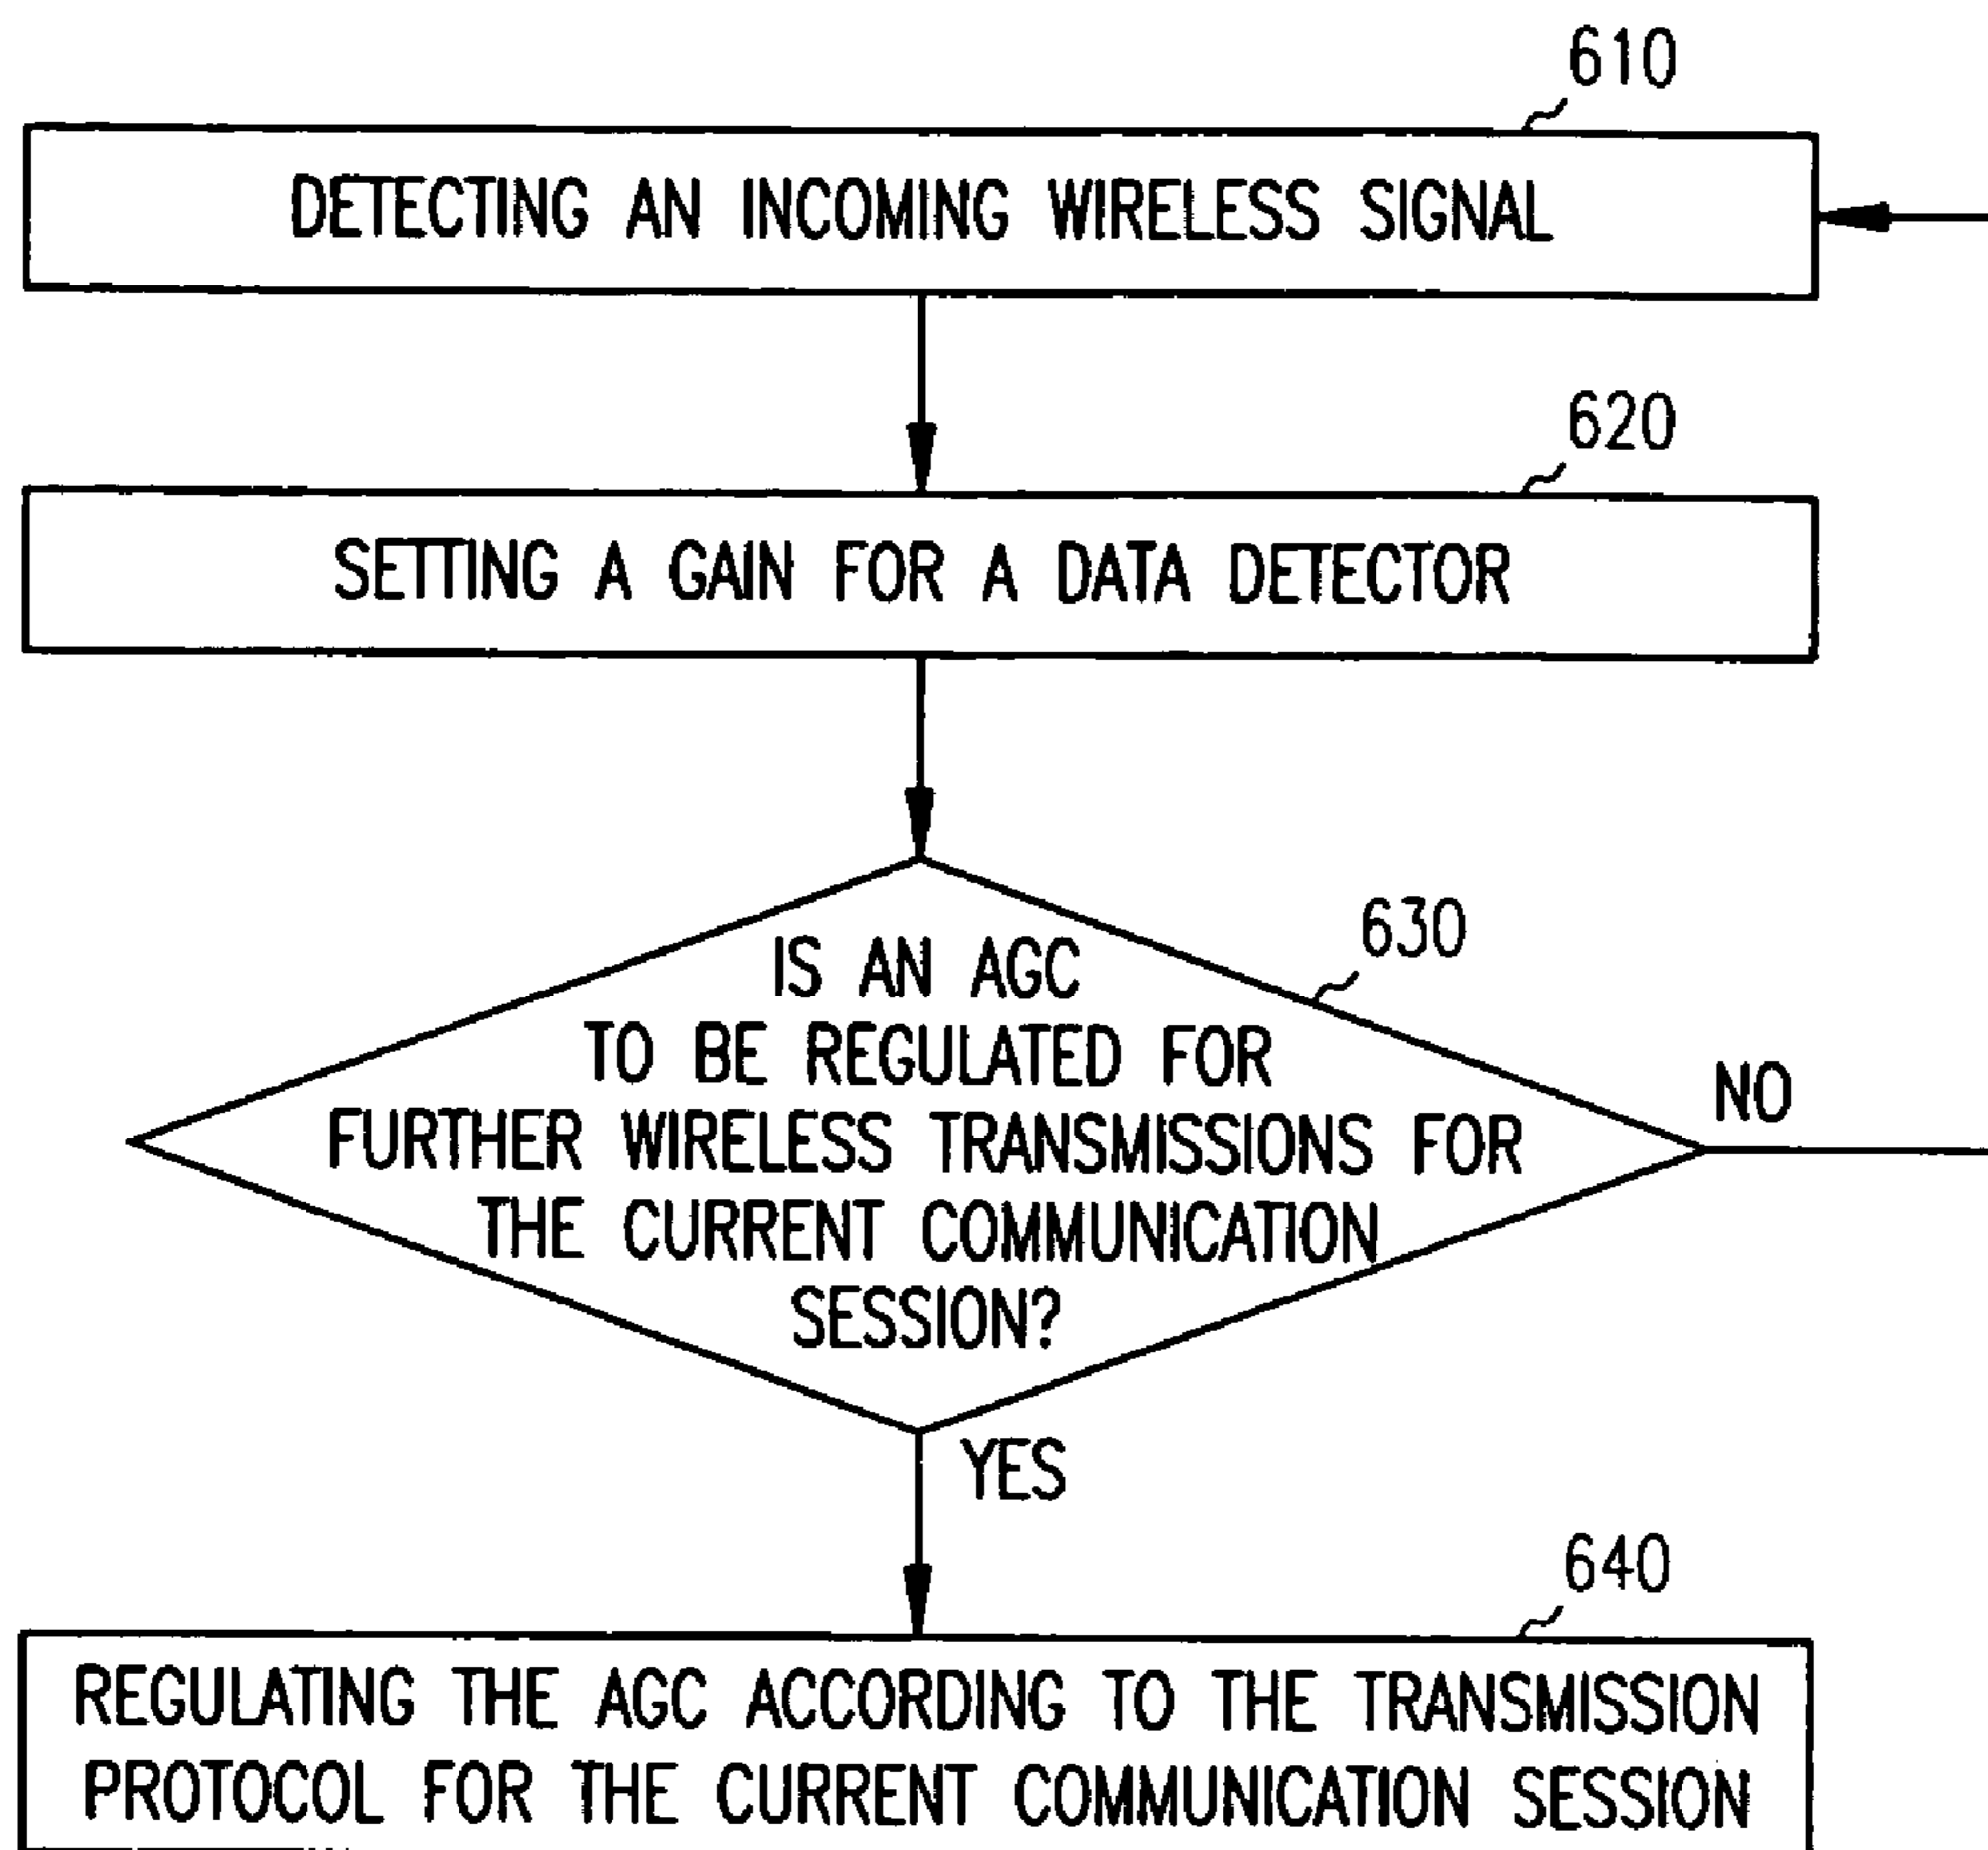 610
DETECTING AN INCOMING WIRELESS SIGNAL
620
SETTING A GAIN FOR A DATA DETECTOR
630
IS AN AGC
TO BE REGULATED FOR
FURTHER WIRELESS TRANSMISSIONS FOR
THE CURRENT COMMUNICATION
SESSION?
NO
YES
640
REGULATING THE AGC ACCORDING TO THE TRANSMISSION
PROTOCOL FOR THE CURRENT COMMUNICATION SESSION